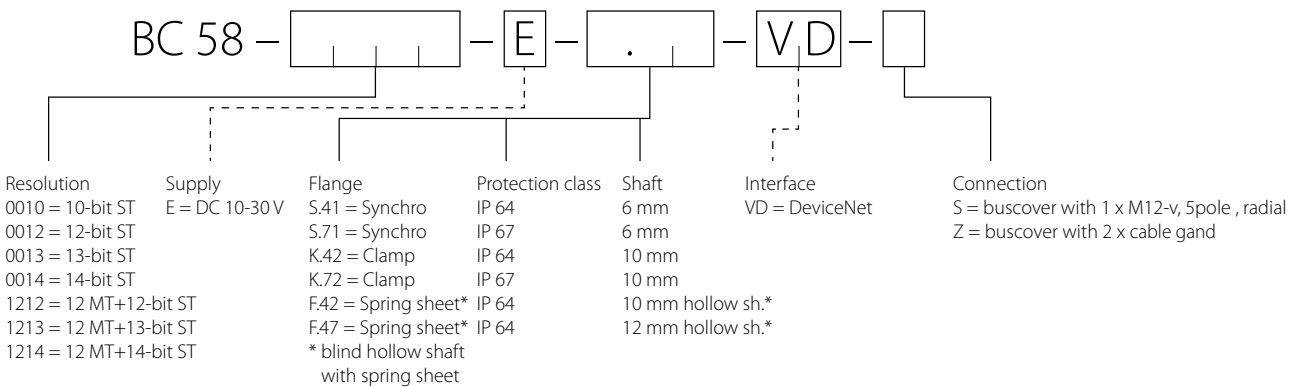 BC 58 – – E – . – V D –
Resolution
0010 = 10-bit ST
0012 = 12-bit ST
0013 = 13-bit ST
0014 = 14-bit ST
1212 = 12 MT+12-bit ST
1213 = 12 MT+13-bit ST
1214 = 12 MT+14-bit ST
Supply
E = DC 10-30 V
Flange
S.41 = Synchro
S.71 = Synchro
K.42 = Clamp
K.72 = Clamp
F.42 = Spring sheet*
F.47 = Spring sheet*
* blind hollow shaft
with spring sheet
Protection class
IP 64
IP 67
IP 64
IP 67
IP 64
IP 64
Shaft
6 mm
6 mm
10 mm
10 mm
10 mm hollow sh.*
12 mm hollow sh.*
Interface
VD = DeviceNet
Connection
S = buscover with 1 x M12-v, 5pole , radial
Z = buscover with 2 x cable gand